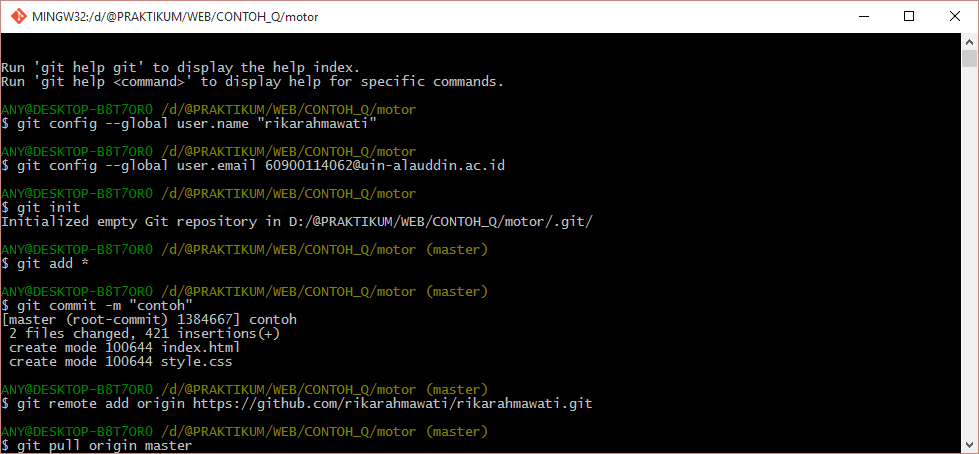 MINGW32:/d/@PRAKTIKUM/WEB/CONTOH_Q/motor
Run 'git help git' to display the help index.
Run 'git help <command>' to display help for specific commands.
ANY@DESKTOP-B8T7OR0 /d/@PRAKTIKUM/WEB/CONTOH_Q/motor
$ git config --global user.name "rikarahmawati"
ANY@DESKTOP-B8T7OR0 /d/@PRAKTIKUM/WEB/CONTOH_Q/motor
$ git config --global user.email 60900114062@uin-alauddin.ac.id
ANY@DESKTOP-B8T7OR0 /d/@PRAKTIKUM/WEB/CONTOH_Q/motor
$ git init
Initialized empty Git repository in D:/@PRAKTIKUM/WEB/CONTOH_Q/motor/.git/
ANY@DESKTOP-B8T7OR0 /d/@PRAKTIKUM/WEB/CONTOH_Q/motor (master)
$ git add *
ANY@DESKTOP-B8T7OR0 /d/@PRAKTIKUM/WEB/CONTOH_Q/motor (master)
$ git commit -m "contoh"
[master (root-commit) 1384667] contoh
2 files changed, 421 insertions(+)
create mode 100644 index.html
create mode 100644 style.css
ANY@DESKTOP-B8T7OR0 /d/@PRAKTIKUM/WEB/CONTOH_Q/motor (master)
$ git remote add origin https://github.com/rikarahmawati/rikarahmawati.git
ANY@DESKTOP-B8T7OR0 /d/@PRAKTIKUM/WEB/CONTOH_Q/motor (master)
$ git pull origin master